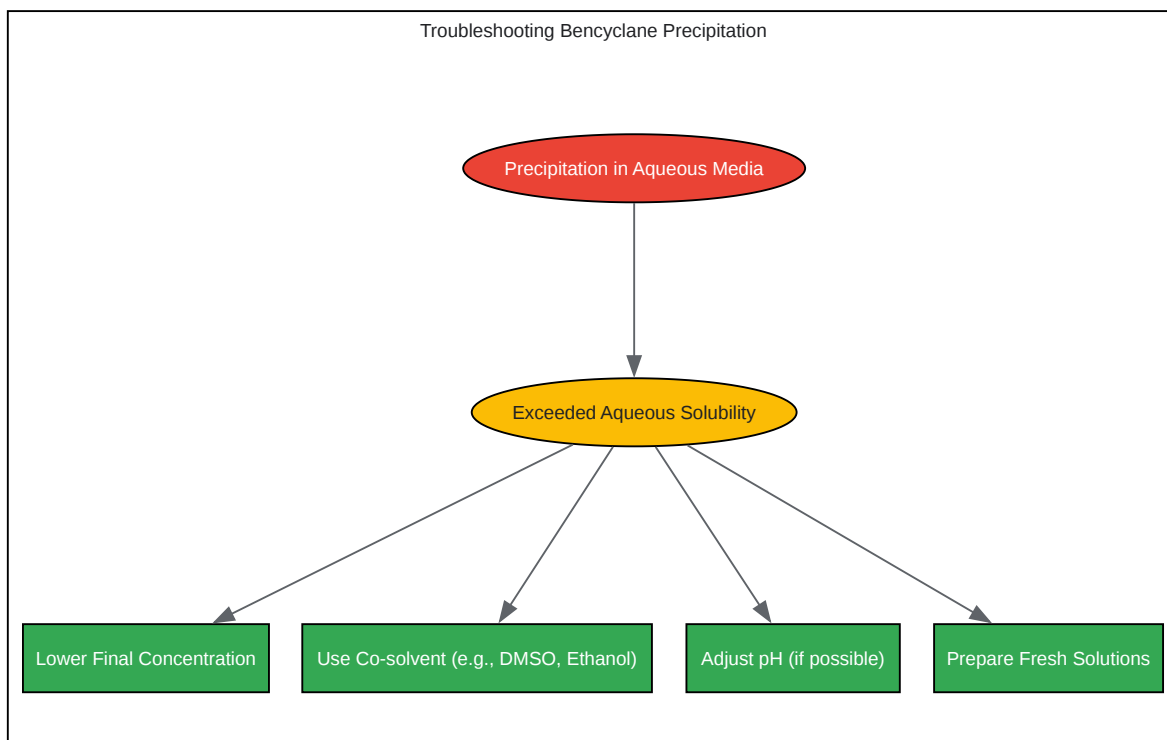 Troubleshooting Bencyclane Precipitation
Precipitation in Aqueous Media
Exceeded Aqueous Solubility
Lower Final Concentration
Use Co-solvent (e.g., DMSO, Ethanol)
Adjust pH (if possible)
Prepare Fresh Solutions